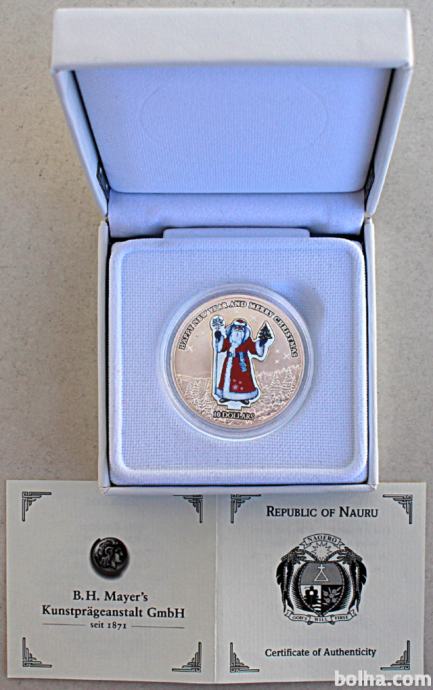 HAPPY NEW YEAR AND MERRY CHRISTMAS
10 DOLLARS
B. H. Mayer's
Kunstprägeanstalt GmbH
seit 1871
REPUBLIC OF NAURU
NAOERO
GOD'S WILL FIRST
Certificate of Authenticity
bolha.com